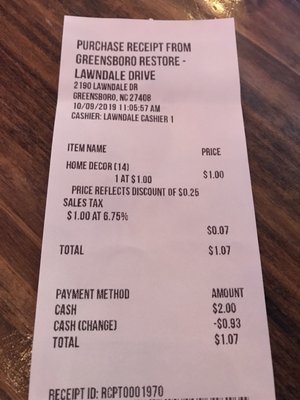 PURCHASE RECEIPT FROM
GREENSBORO RESTORE -
LAWNDALE DRIVE
2190 LAWNDALE DR
GREENSBORO, NC 27408
10/09/2019 11:05:57 AM
CASHIER: LAWNDALE CASHIER 1
ITEM NAME PRICE
HOME DECOR (14)
1 AT $1.00 $1.00
PRICE REFLECTS DISCOUNT OF $0.25
SALES TAX
$1.00 AT 6.75%
$0.07
TOTAL $1.07
PAYMENT METHOD AMOUNT
CASH $2.00
CASH (CHANGE) -$0.93
TOTAL $1.07
RECEIPT ID: RCPT0001970